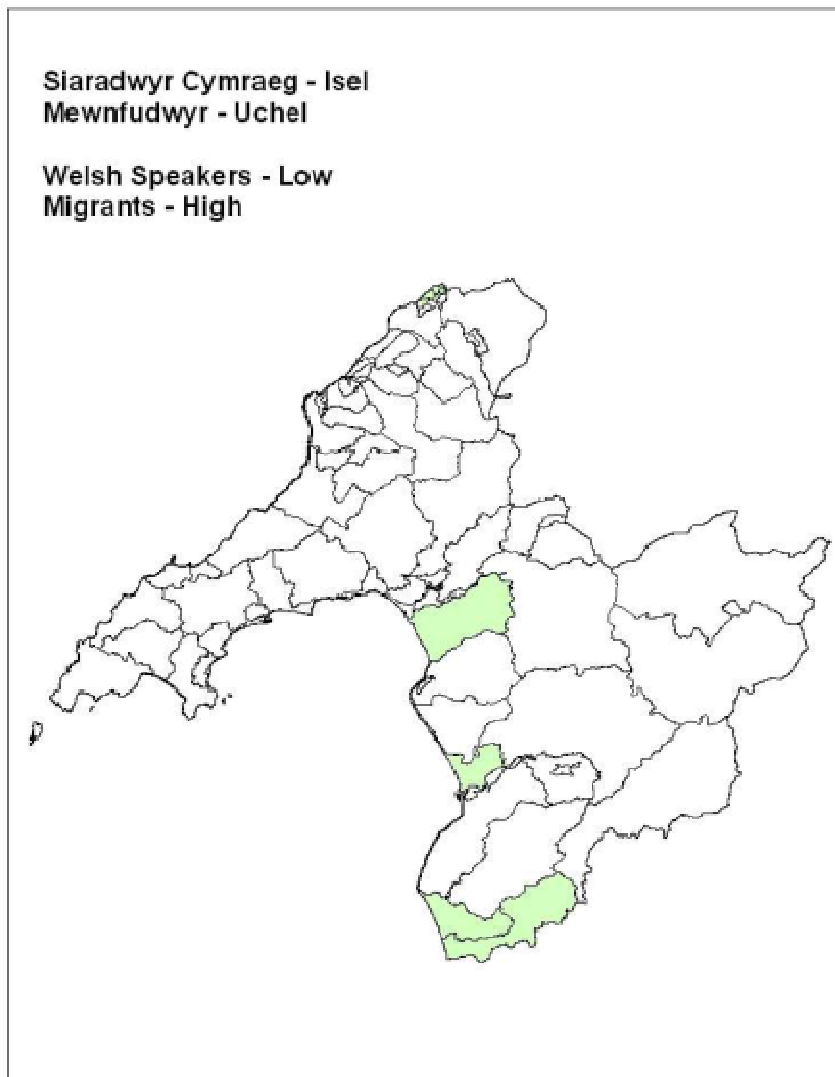 Siaradwyr Cymraeg - Isel
Mewnfudwyr - Uchel
Welsh Speakers - Low
Migrants - High